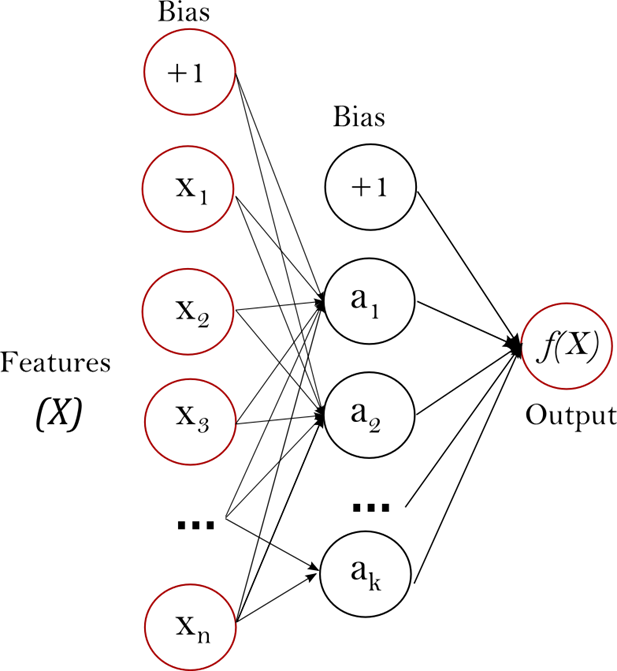 Bias
+1
x1
x2
x3
...
xn
Features
(X)
Bias
+1
a1
a2
...
ak
f(X)
Output